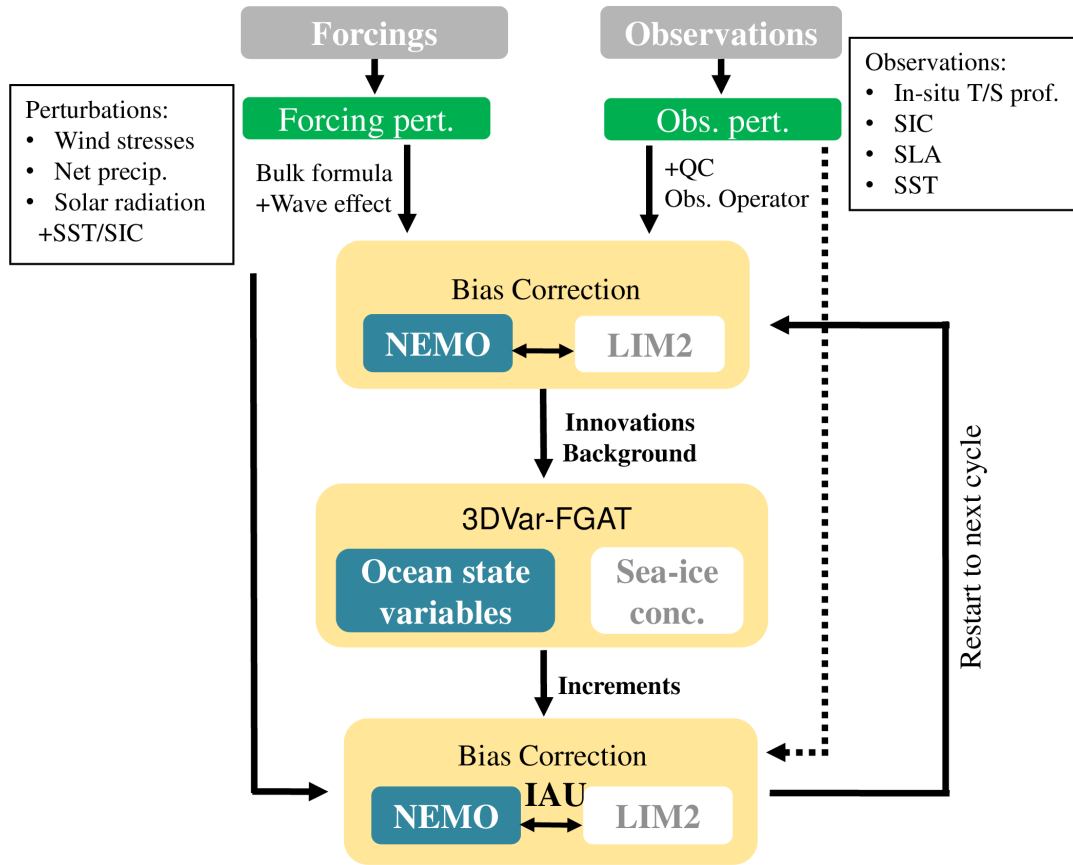 Forcings
Observations
Perturbations:
• Wind stresses
• Net precip.
• Solar radiation
+SST/SIC
Forcing pert.
Obs. pert.
Observations:
• In-situ T/S prof.
• SIC
• SLA
• SST
Bulk formula
+Wave effect
+QC
Obs. Operator
Bias Correction
NEMO
LIM2
Innovations
Background
3DVar-FGAT
Ocean state
variables
Sea-ice
conc.
Increments
Restart to next cycle
Bias Correction
IAU
NEMO
LIM2